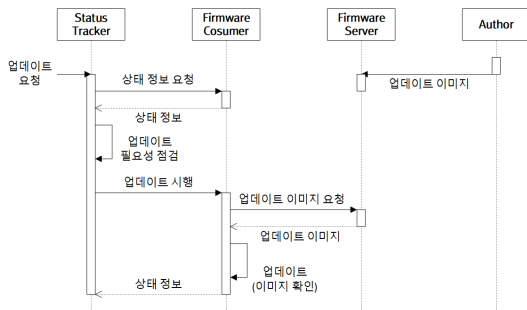 Status
Tracker
Firmware
Cosumer
Firmware
Server
Author
업데이트
요청
업데이트 이미지
상태 정보 요청
상태 정보
업데이트
필요성 점검
업데이트 시행
업데이트 이미지 요청
업데이트 이미지
업데이트
(이미지 확인)
상태 정보